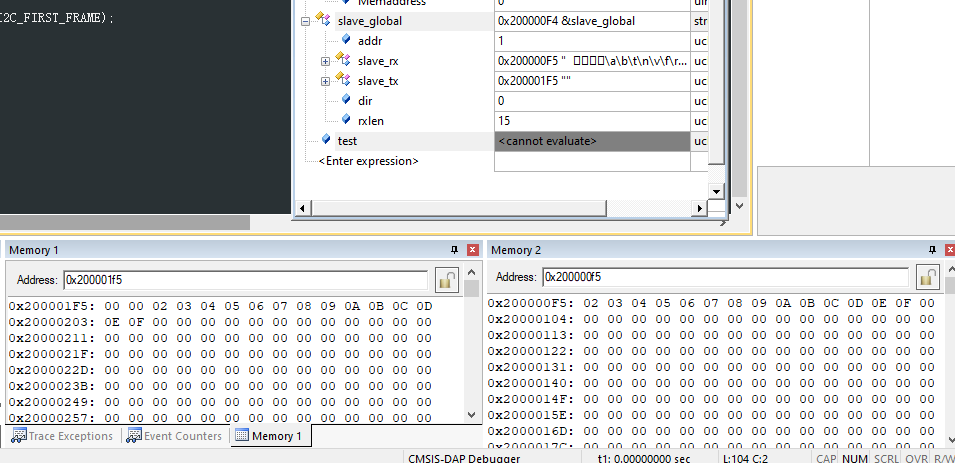 I2C_FIRST_FRAME);
Memaddress 0
slave_global 0x200000F4 &slave_global str
addr 1 uc
slave_rx 0x200000F5 " □□□□\a\b\t\n\v\f\r... uc
slave_tx 0x200001F5 "" uc
dir 0 uc
rxlen 15 uc
test <cannot evaluate> uc
<Enter expression>
Memory 1
Address: 0x200001f5
0x200001F5: 00 00 02 03 04 05 06 07 08 09 0A 0B 0C 0D
0x20000203: 0E 0F 00 00 00 00 00 00 00 00 00 00 00 00
0x20000211: 00 00 00 00 00 00 00 00 00 00 00 00 00 00
0x2000021F: 00 00 00 00 00 00 00 00 00 00 00 00 00 00
0x2000022D: 00 00 00 00 00 00 00 00 00 00 00 00 00 00
0x2000023B: 00 00 00 00 00 00 00 00 00 00 00 00 00 00
0x20000249: 00 00 00 00 00 00 00 00 00 00 00 00 00 00
0x20000257: 00 00 00 00 00 00 00 00 00 00 00 00 00 00
Trace Exceptions Event Counters Memory 1
Memory 2
Address: 0x200000f5
0x200000F5: 02 03 04 05 06 07 08 09 0A 0B 0C 0D 0E 0F 00
0x20000104: 00 00 00 00 00 00 00 00 00 00 00 00 00 00 00
0x20000113: 00 00 00 00 00 00 00 00 00 00 00 00 00 00 00
0x20000122: 00 00 00 00 00 00 00 00 00 00 00 00 00 00 00
0x20000131: 00 00 00 00 00 00 00 00 00 00 00 00 00 00 00
0x20000140: 00 00 00 00 00 00 00 00 00 00 00 00 00 00 00
0x2000014F: 00 00 00 00 00 00 00 00 00 00 00 00 00 00 00
0x2000015E: 00 00 00 00 00 00 00 00 00 00 00 00 00 00 00
0x2000016D: 00 00 00 00 00 00 00 00 00 00 00 00 00 00 00
0x2000017C: 00 00 00 00 00 00 00 00 00 00 00 00 00 00 00
CMSIS-DAP Debugger t1: 0.00000000 sec L:104 C:2 CAP NUM SCRL OVR R/W